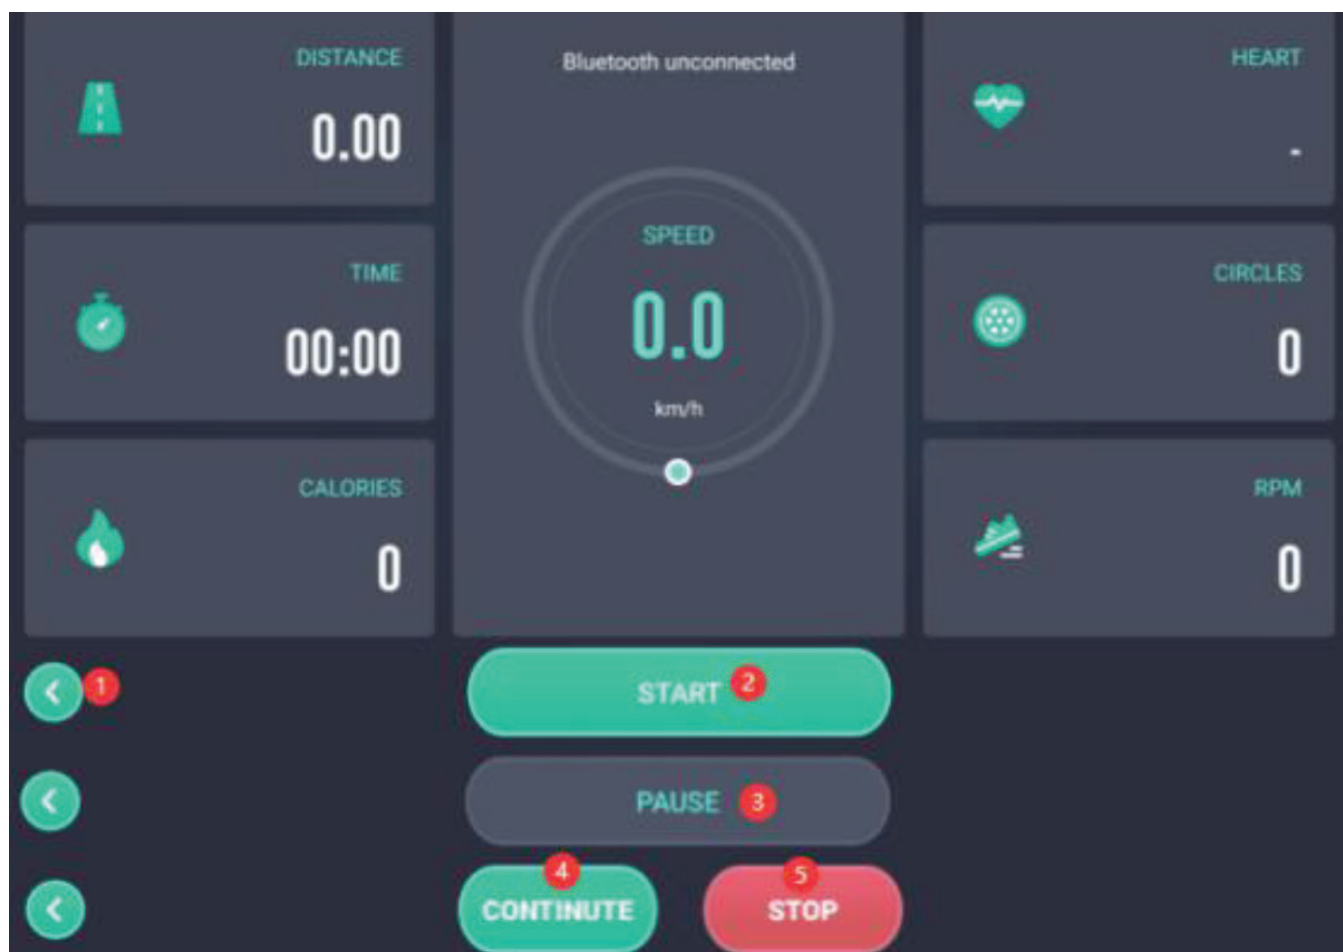 DISTANCE
0.00
TIME
00:00
CALORIES
0
Bluetooth unconnected
SPEED
0.0
km/h
HEART
-
CIRCLES
0
RPM
0
1
START 2
PAUSE 3
4
CONTINUTE
5
STOP